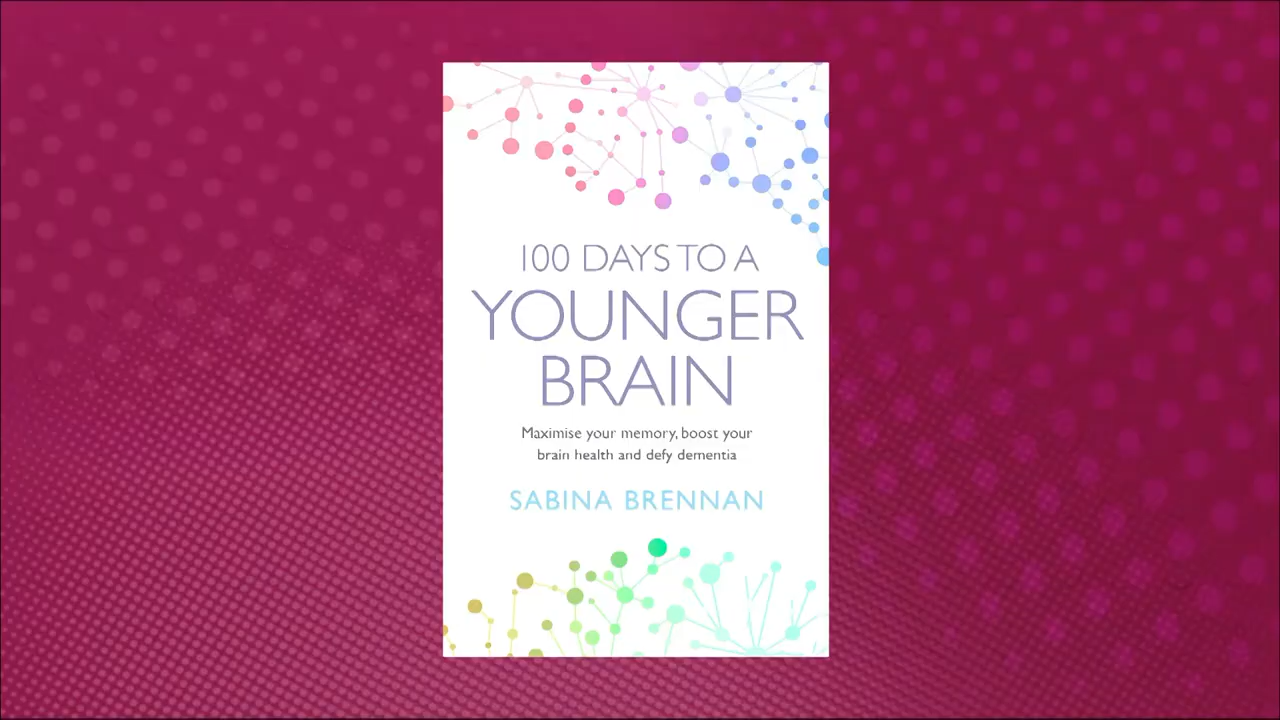 100 DAYS TO A
YOUNGER
BRAIN
Maximise your memory, boost your
brain health and defy dementia
SABINA BRENNAN